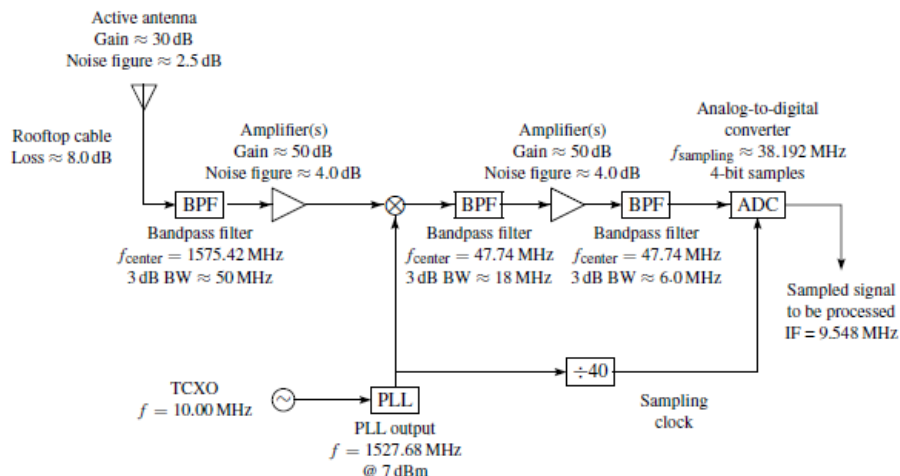 Active antenna
Gain ≈ 30 dB
Noise figure ≈ 2.5 dB
Rooftop cable
Loss ≈ 8.0 dB
Amplifier(s)
Gain ≈ 50 dB
Noise figure ≈ 4.0 dB
Amplifier(s)
Gain ≈ 50 dB
Noise figure ≈ 4.0 dB
Analog-to-digital
converter
fsampling ≈ 38.192 MHz
4-bit samples
BPF
BPF
BPF
ADC
Bandpass filter
fcenter = 1575.42 MHz
3 dB BW ≈ 50 MHz
Bandpass filter
fcenter = 47.74 MHz
3 dB BW ≈ 18 MHz
Bandpass filter
fcenter = 47.74 MHz
3 dB BW ≈ 6.0 MHz
Sampled signal
to be processed
IF = 9.548 MHz
÷40
Sampling
clock
TCXO
f = 10.00 MHz
PLL
PLL output
f = 1527.68 MHz
@ 7 dBm